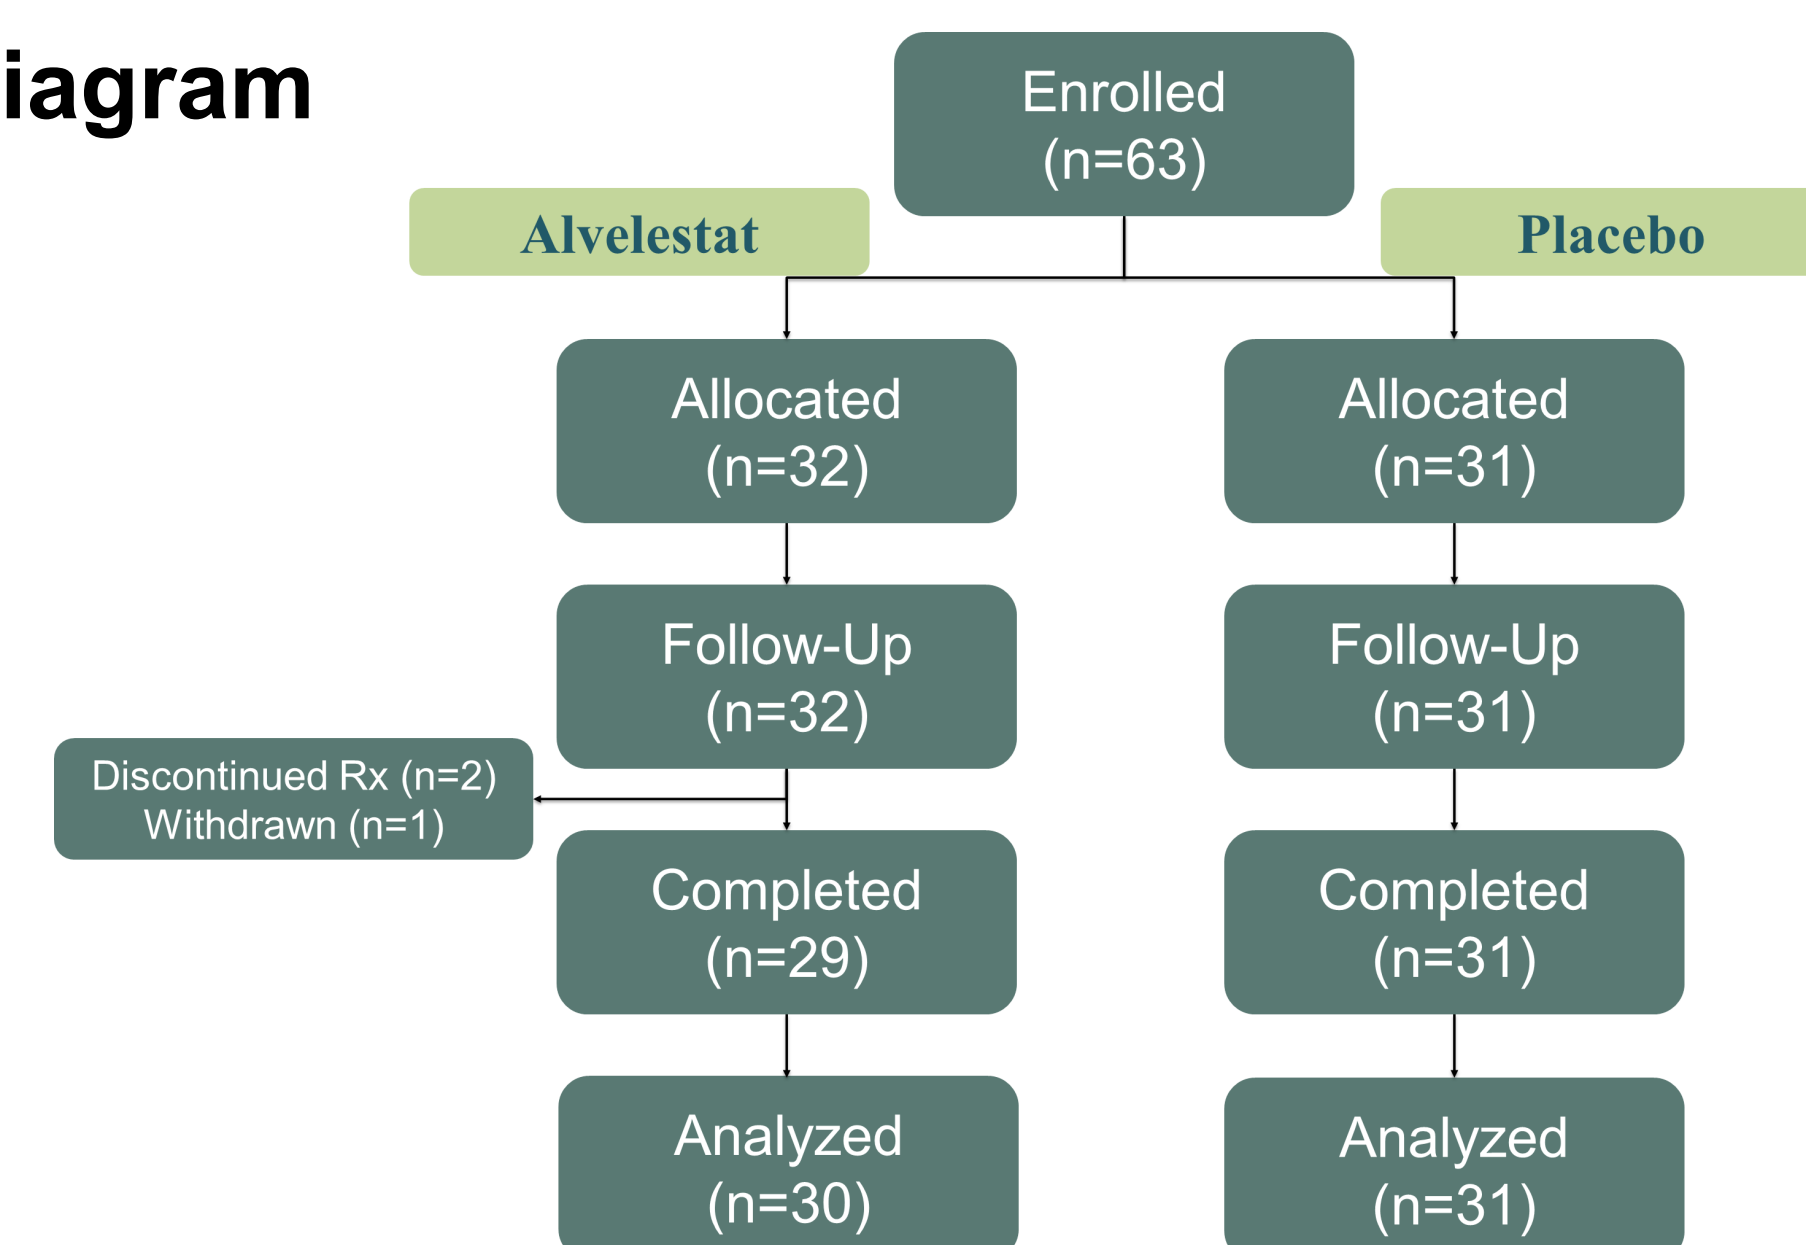 iagram
Enrolled
(n=63)
Alvelestat
Placebo
Allocated
(n=32)
Allocated
(n=31)
Follow-Up
(n=32)
Follow-Up
(n=31)
Discontinued Rx (n=2)
Withdrawn (n=1)
Completed
(n=29)
Completed
(n=31)
Analyzed
(n=30)
Analyzed
(n=31)